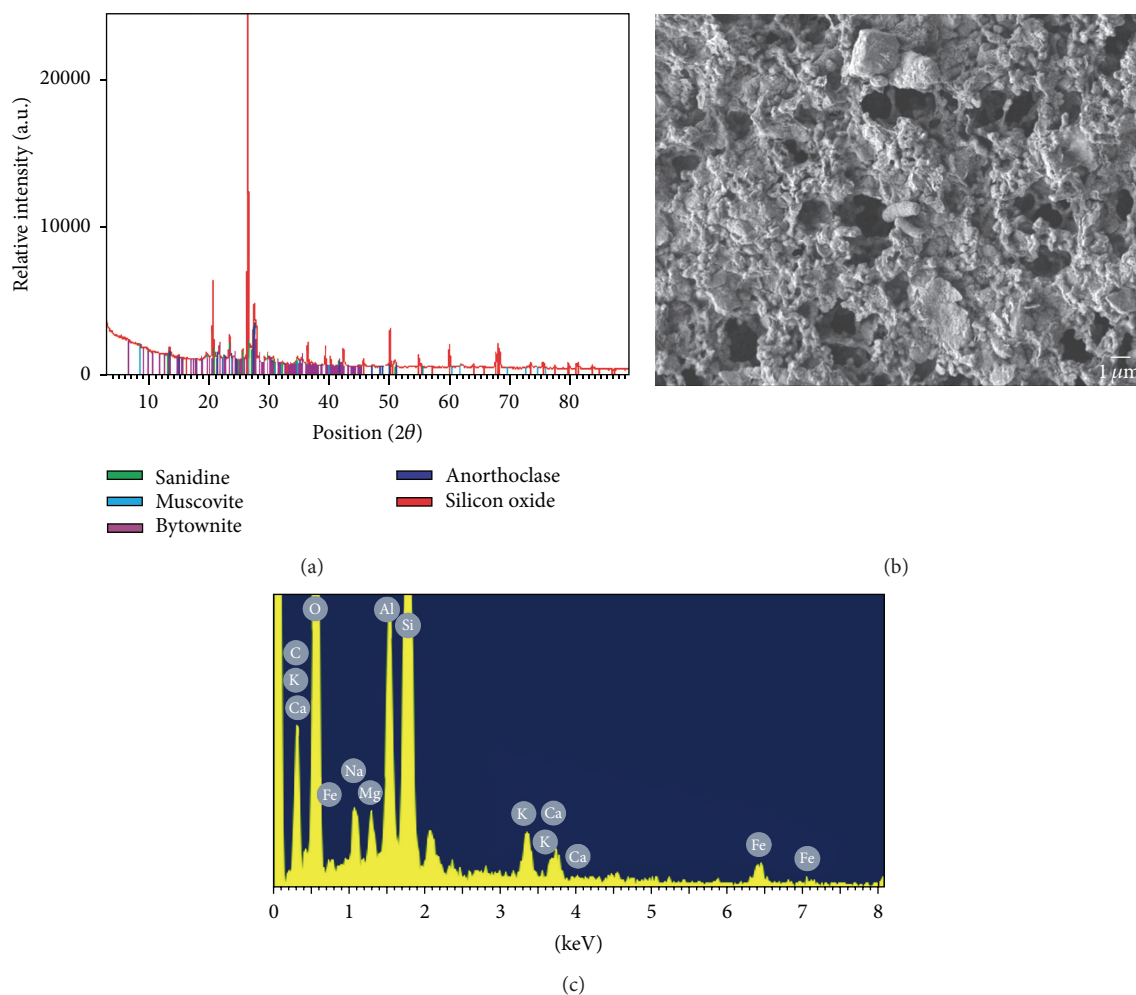 20000
10000
0
Relative intensity (a.u.)
10 20 30 40 50 60 70 80
Position (2θ)
Sanidine
Muscovite
Bytownite
Anorthoclase
Silicon oxide
(a)
1 μm
(b)
O
Al
Si
C
K
Ca
Na
Fe
Mg
K
Ca
K
Ca
Fe
Fe
0 1 2 3 4 5 6 7 8
(keV)
(c)